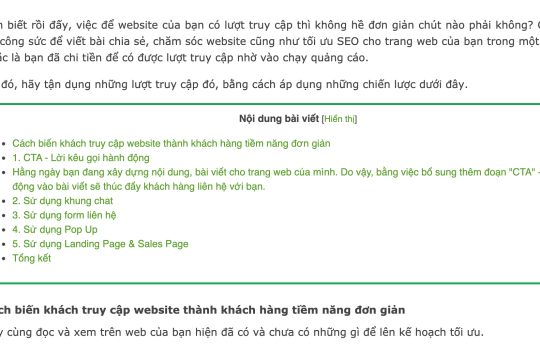 biết rồi đấy, việc để website của bạn có lượt truy cập thì không hề đơn giản chút nào phải không?
công sức để viết bài chia sẻ, chăm sóc website cũng như tối ưu SEO cho trang web của bạn trong một
là bạn đã chi tiền để có được lượt truy cập nhờ vào chạy quảng cáo.
đó, hãy tận dụng những lượt truy cập đó, bằng cách áp dụng những chiến lược dưới đây.
Nội dung bài viết [Hiển thị]
Cách biến khách truy cập website thành khách hàng tiềm năng đơn giản
1. CTA - Lời kêu gọi hành động
Hằng ngày bạn đang xây dựng nội dung, bài viết cho trang web của mình. Do vậy, bằng việc bổ sung thêm đoạn "CTA" -
động vào bài viết sẽ thúc đẩy khách hàng liên hệ với bạn.
2. Sử dụng khung chat
3. Sử dụng form liên hệ
4. Sử dụng Pop Up
5. Sử dụng Landing Page & Sales Page
Tổng kết
ch biến khách truy cập website thành khách hàng tiềm năng đơn giản
y cùng đọc và xem trên web của bạn hiện đã có và chưa có những gì để lên kế hoạch tối ưu.